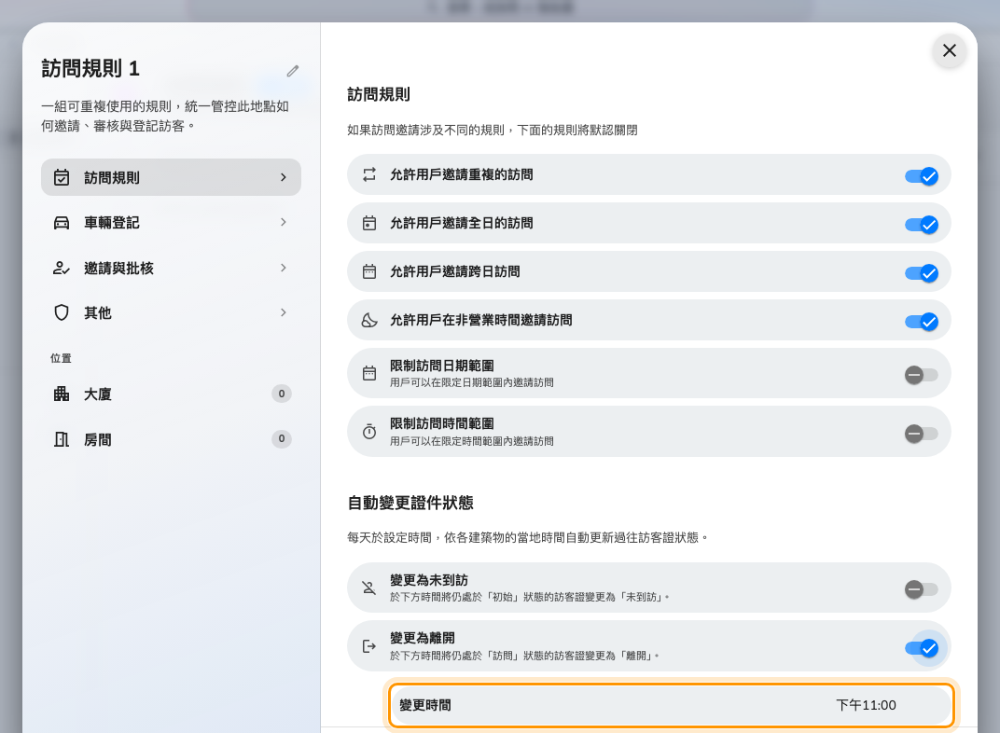 訪問規則 1
一組可重複使用的規則，統一管控此地點如
何邀請、審核與登記訪客。
訪問規則
車輛登記
邀請與批核
其他
位置
大廈
0
房間
0
訪問規則
如果訪問邀請涉及不同的規則，下面的規則將默認關閉
允許用戶邀請重複的訪問
允許用戶邀請全日的訪問
允許用戶邀請跨日訪問
允許用戶在非營業時間邀請訪問
限制訪問日期範圍
用戶可以在限定日期範圍內邀請訪問
限制訪問時間範圍
用戶可以在限定時間範圍內邀請訪問
自動變更證件狀態
每天於設定時間，依各建築物的當地時間自動更新過往訪客證狀態。
變更為未到訪
於下方時間將仍處於「初始」狀態的訪客證變更為「未到訪」。
變更為離開
於下方時間將仍處於「訪問」狀態的訪客證變更為「離開」。
變更時間
下午11:00